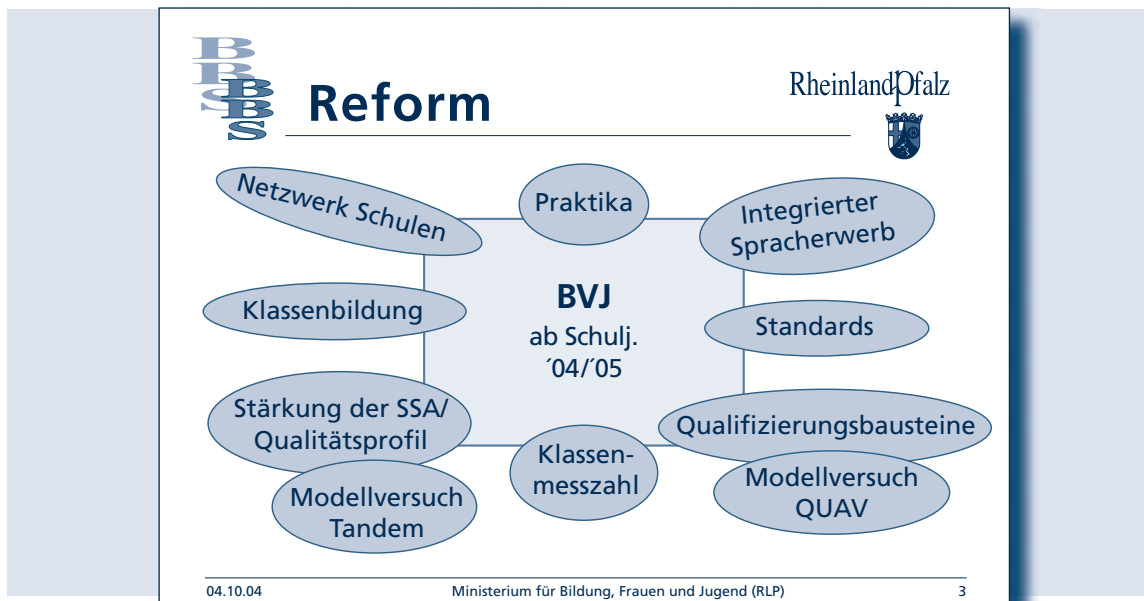 BBS
BBS
Reform
RheinlandPfalz
Netzwerk Schulen
Praktika
Integrierter
Spracherwerb
Klassenbildung
BVJ
ab Schulj.
´04/´05
Standards
Stärkung der SSA/
Qualitätsprofil
Qualifizierungsbausteine
Klassen-
messzahl
Modellversuch
Tandem
Modellversuch
QUAV
04.10.04 Ministerium für Bildung, Frauen und Jugend (RLP) 3